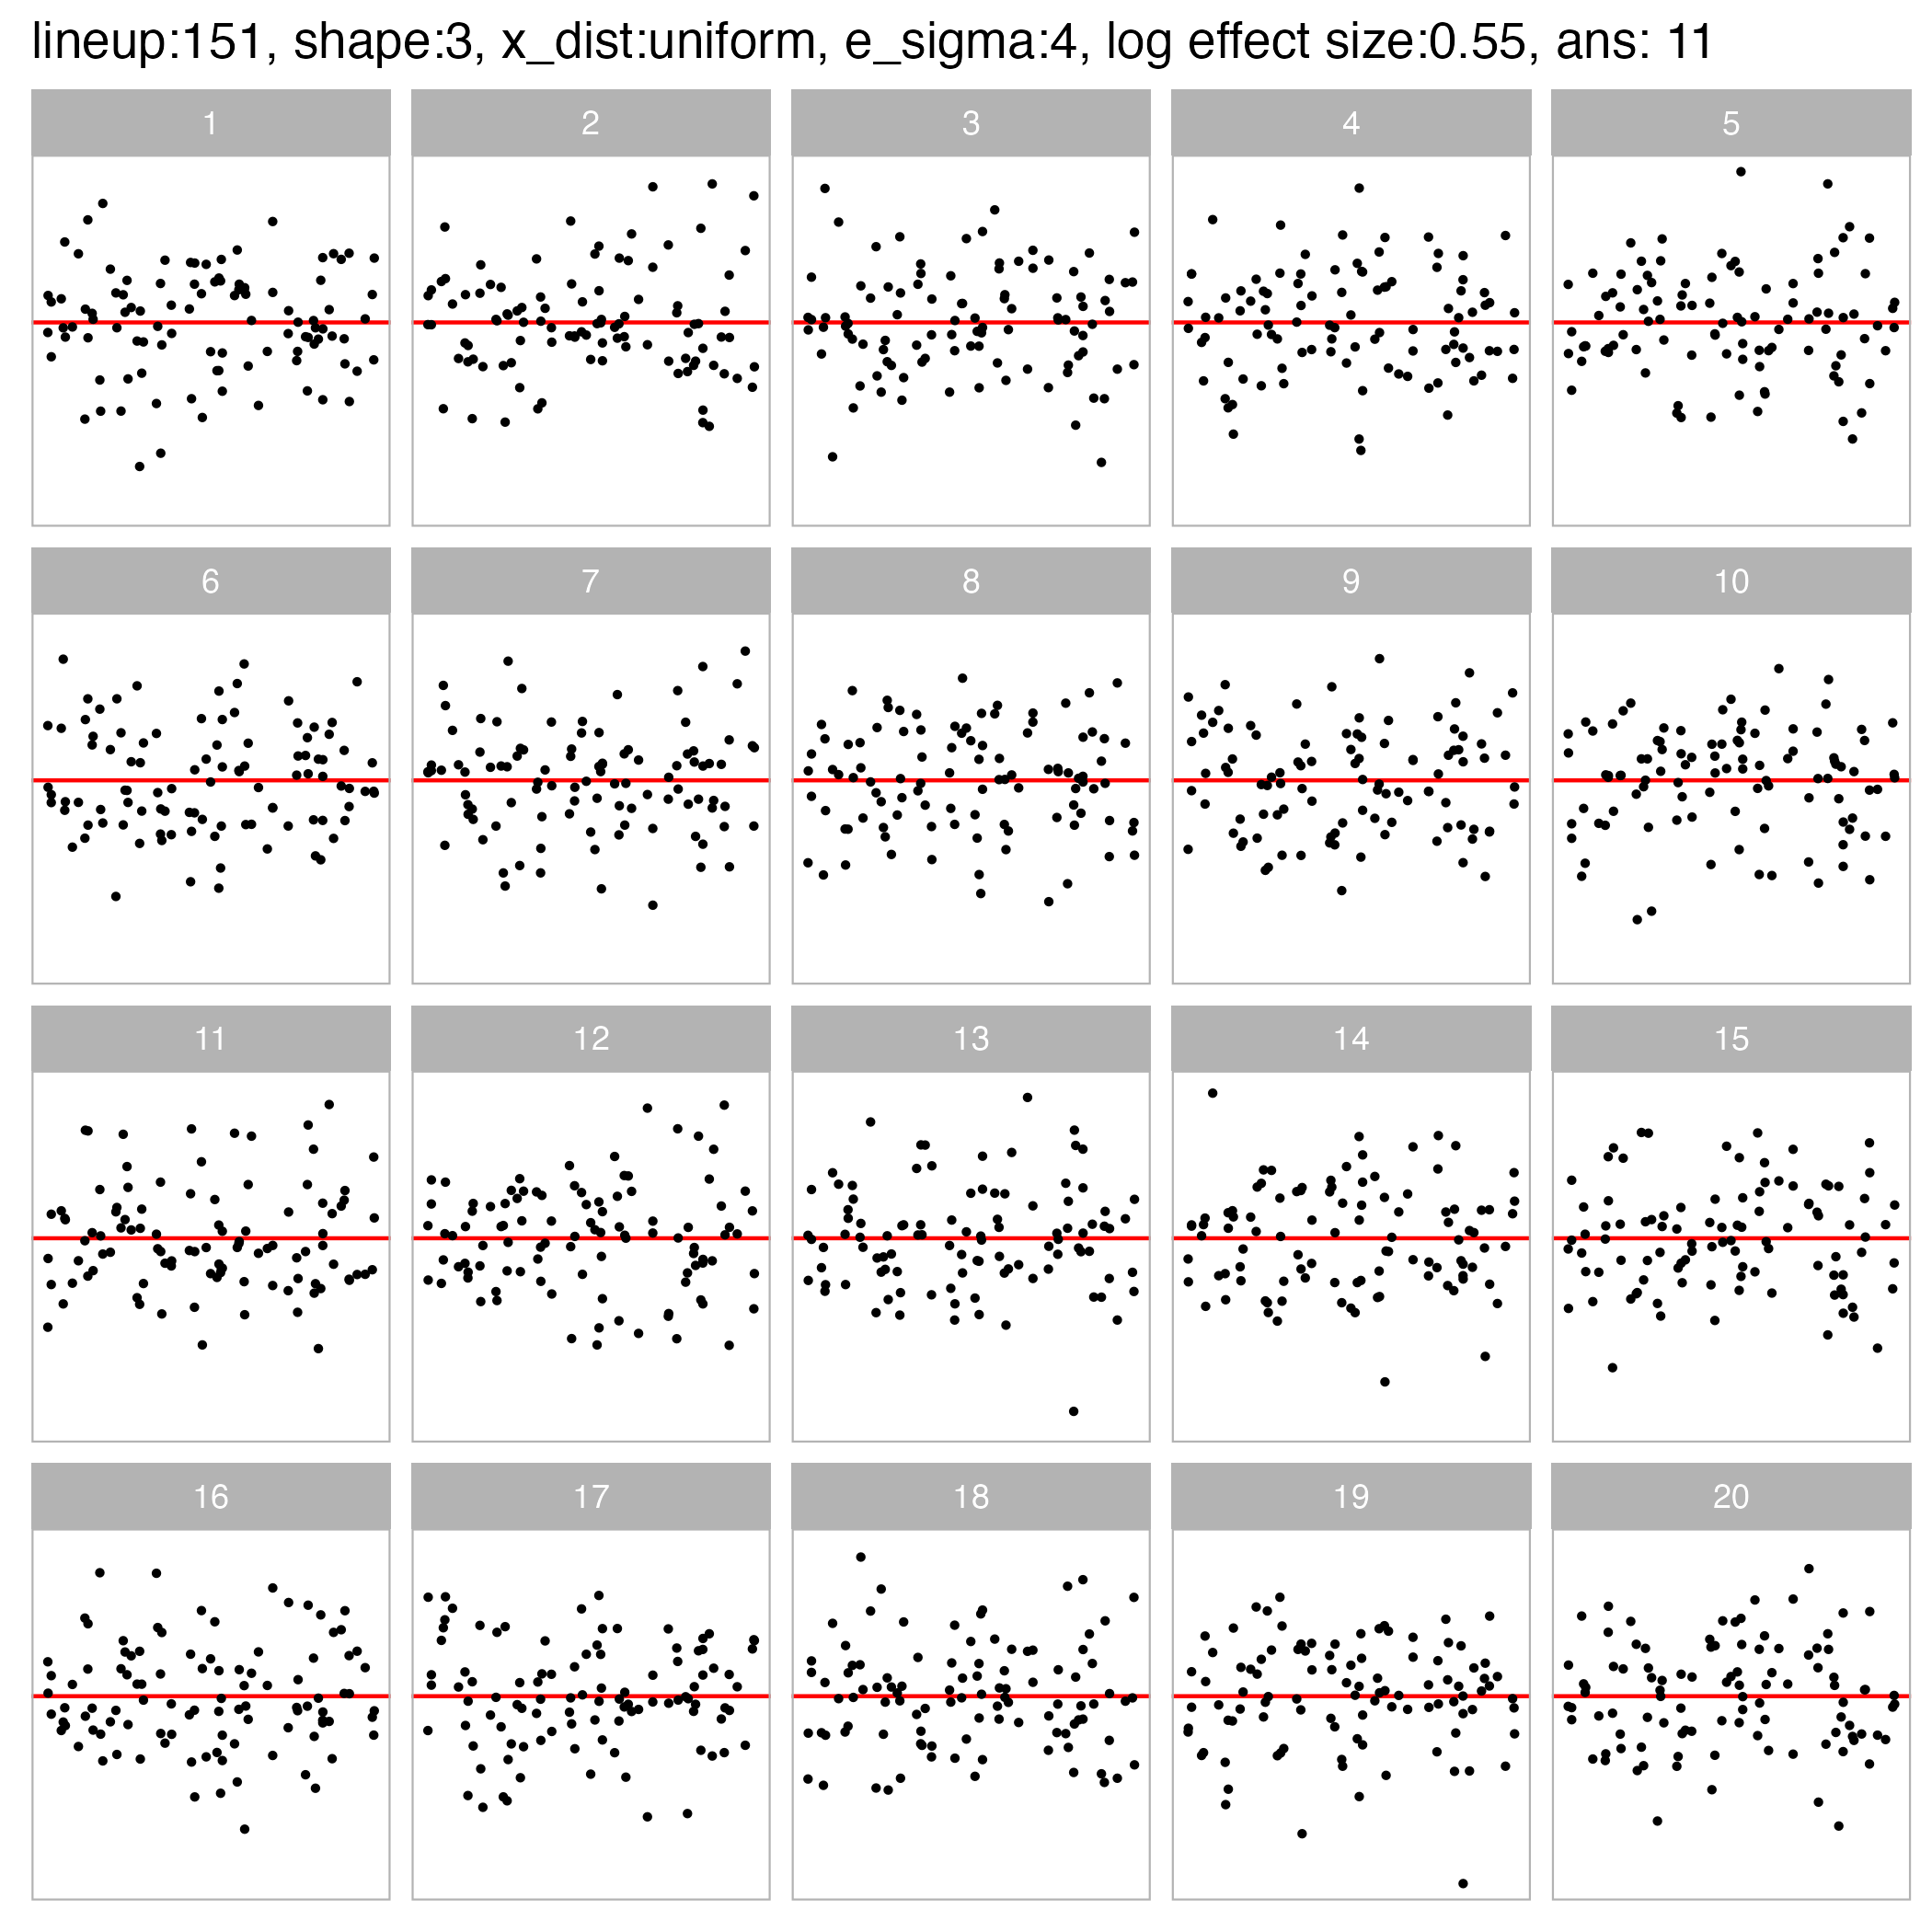 lineup:151, shape:3, x_dist:uniform, e_sigma:4, log effect size:0.55, ans: 11
1 2 3 4 5
6 7 8 9 10
11 12 13 14 15
16 17 18 19 20